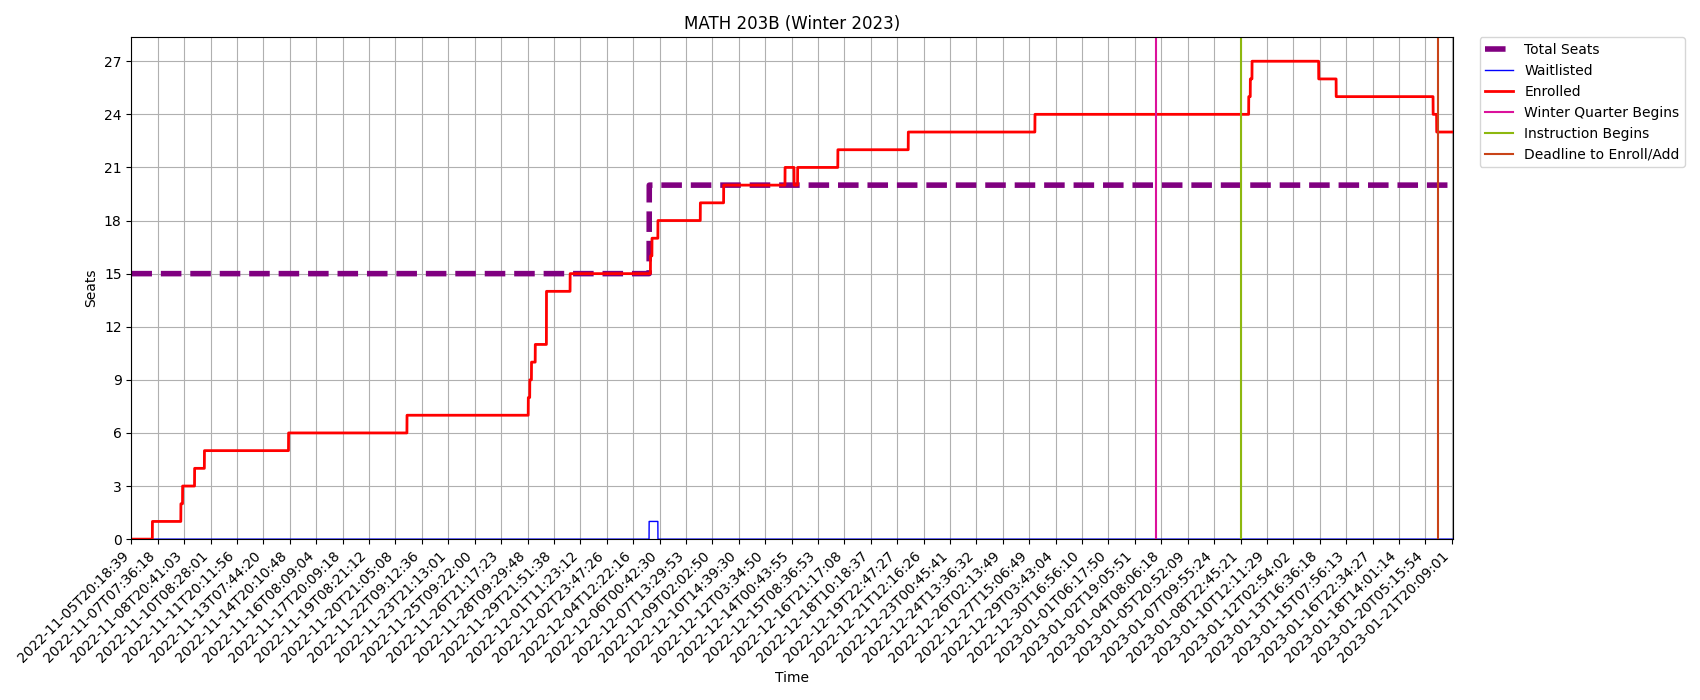 MATH 203B (Winter 2023)
Total Seats
Waitlisted
Enrolled
Winter Quarter Begins
Instruction Begins
Deadline to Enroll/Add
Seats
27
24
21
18
15
12
9
6
3
0
2022-11-05T20:18:39
2022-11-07T07:36:18
2022-11-08T20:41:03
2022-11-10T08:28:01
2022-11-11T20:11:56
2022-11-13T07:44:20
2022-11-14T20:10:48
2022-11-16T08:09:04
2022-11-17T20:09:18
2022-11-19T08:21:12
2022-11-20T21:05:08
2022-11-22T09:12:36
2022-11-23T21:13:01
2022-11-25T09:22:00
2022-11-26T21:17:23
2022-11-28T09:29:48
2022-11-29T21:51:38
2022-12-01T11:23:12
2022-12-02T23:47:26
2022-12-04T12:22:16
2022-12-06T00:42:30
2022-12-07T13:29:53
2022-12-09T02:02:50
2022-12-10T14:39:30
2022-12-12T03:34:50
2022-12-14T00:43:55
2022-12-15T08:36:53
2022-12-16T21:17:08
2022-12-18T10:18:37
2022-12-19T22:47:27
2022-12-21T12:16:26
2022-12-23T00:45:41
2022-12-24T13:36:32
2022-12-26T02:13:49
2022-12-27T15:06:49
2022-12-29T03:43:04
2022-12-30T16:56:10
2023-01-01T06:17:50
2023-01-02T19:05:51
2023-01-04T08:06:18
2023-01-05T20:52:09
2023-01-07T09:55:24
2023-01-08T22:45:21
2023-01-10T12:11:29
2023-01-12T02:54:02
2023-01-13T16:36:18
2023-01-15T07:56:13
2023-01-16T22:34:27
2023-01-18T14:01:14
2023-01-20T05:15:54
2023-01-21T20:09:01
Time